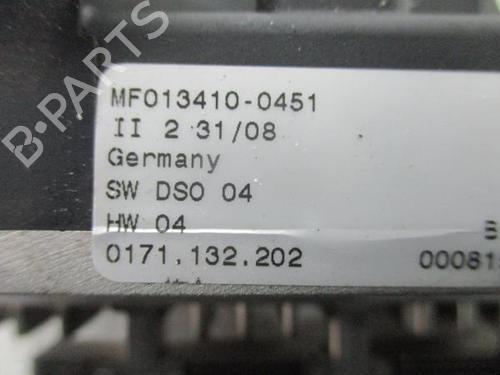 B-PARTS
MF013410-0451
II 2 31/08
Germany
SW DSO 04
HW 04
0171.132.202